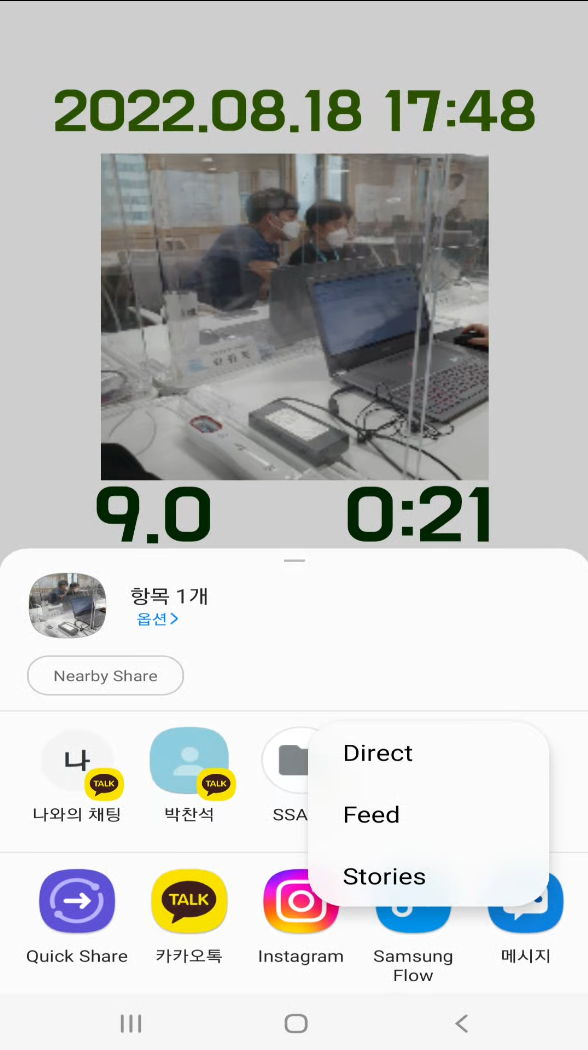 2022.08.18 17:48
9.0 0:21
항목 1개
옵션>
Nearby Share
나
TALK
TALK
나와의 채팅
박찬석
SSA
Direct
Feed
Stories
TALK
Quick Share
카카오톡
Instagram
Samsung Flow
메시지